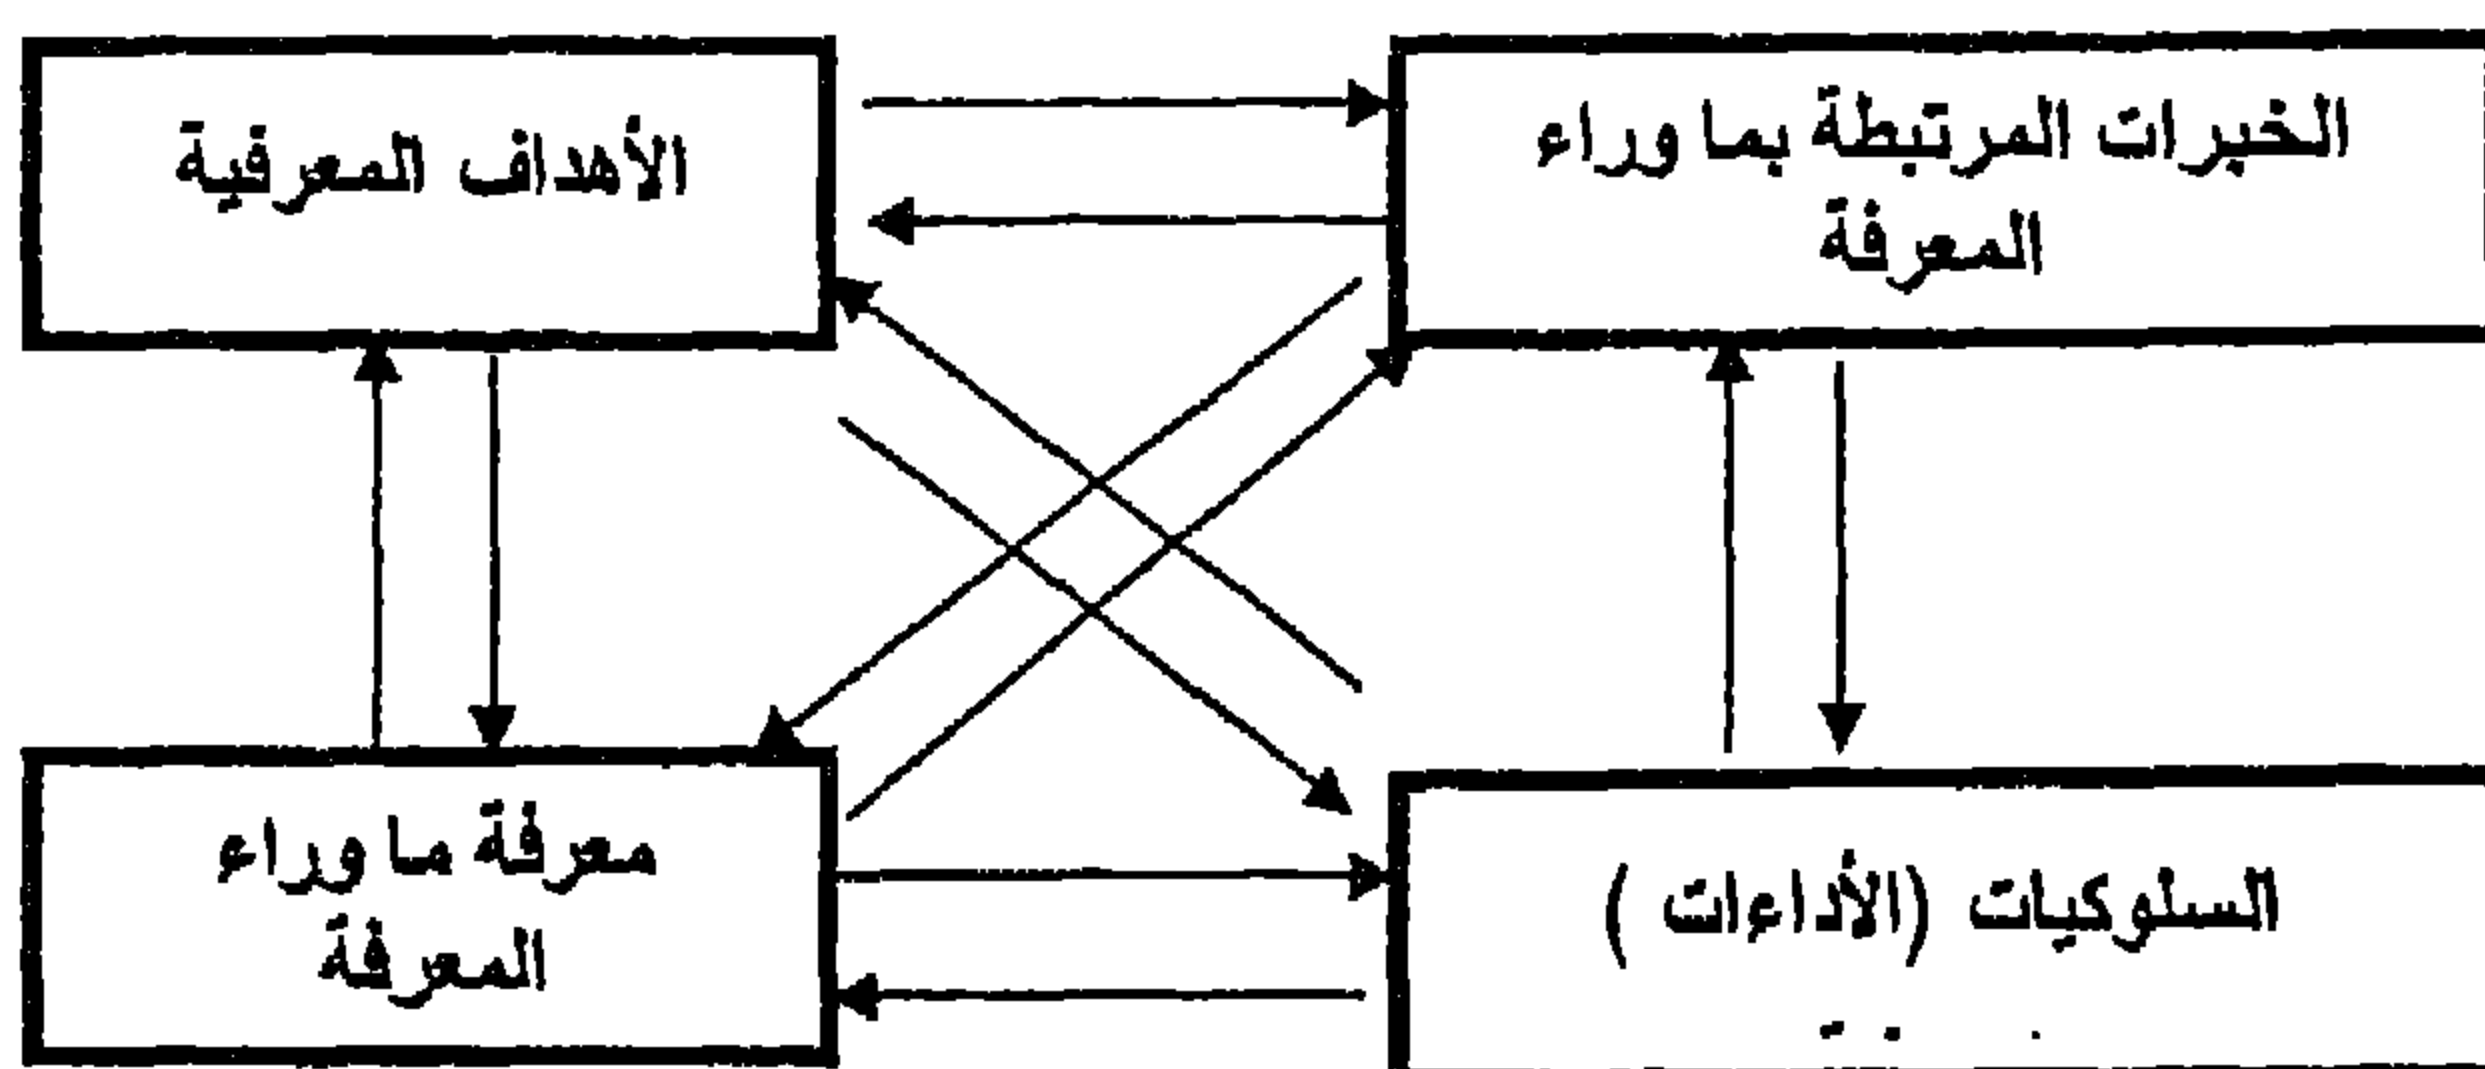 الخبرات المرتبطة بما وراء
المعرفة
الأهداف المعرفية
السلوكيات (الأداءات )
معرفة ما وراء
المعرفة